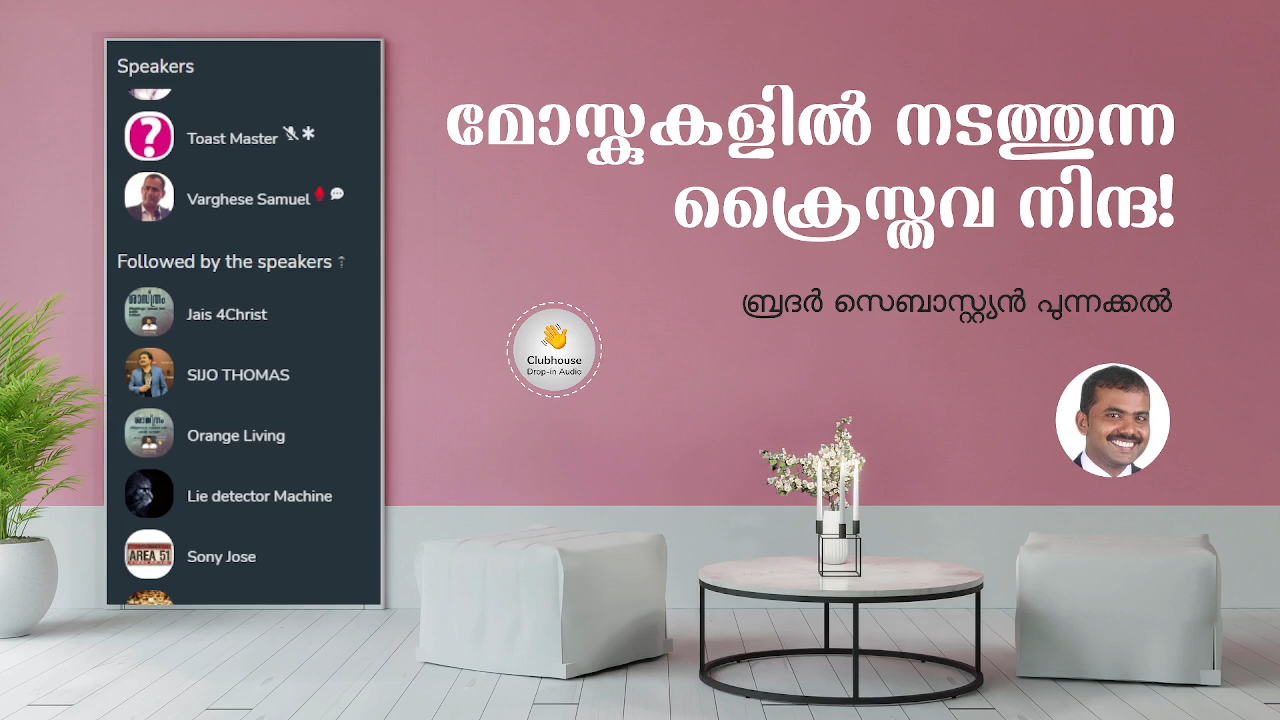 Speakers
Toast Master
Varghese Samuel
Followed by the speakers
Jais 4Christ
SIJO THOMAS
Orange Living
Lie detector Machine
AREA 51
Sony Jose
മോസ്കുകളിൽ നടത്തുന്ന
ക്രൈസ്തവ നിന്ദ!
ബ്രദർ സെബാസ്റ്റ്യൻ പുന്നക്കൽ
Clubhouse
Drop-in Audio